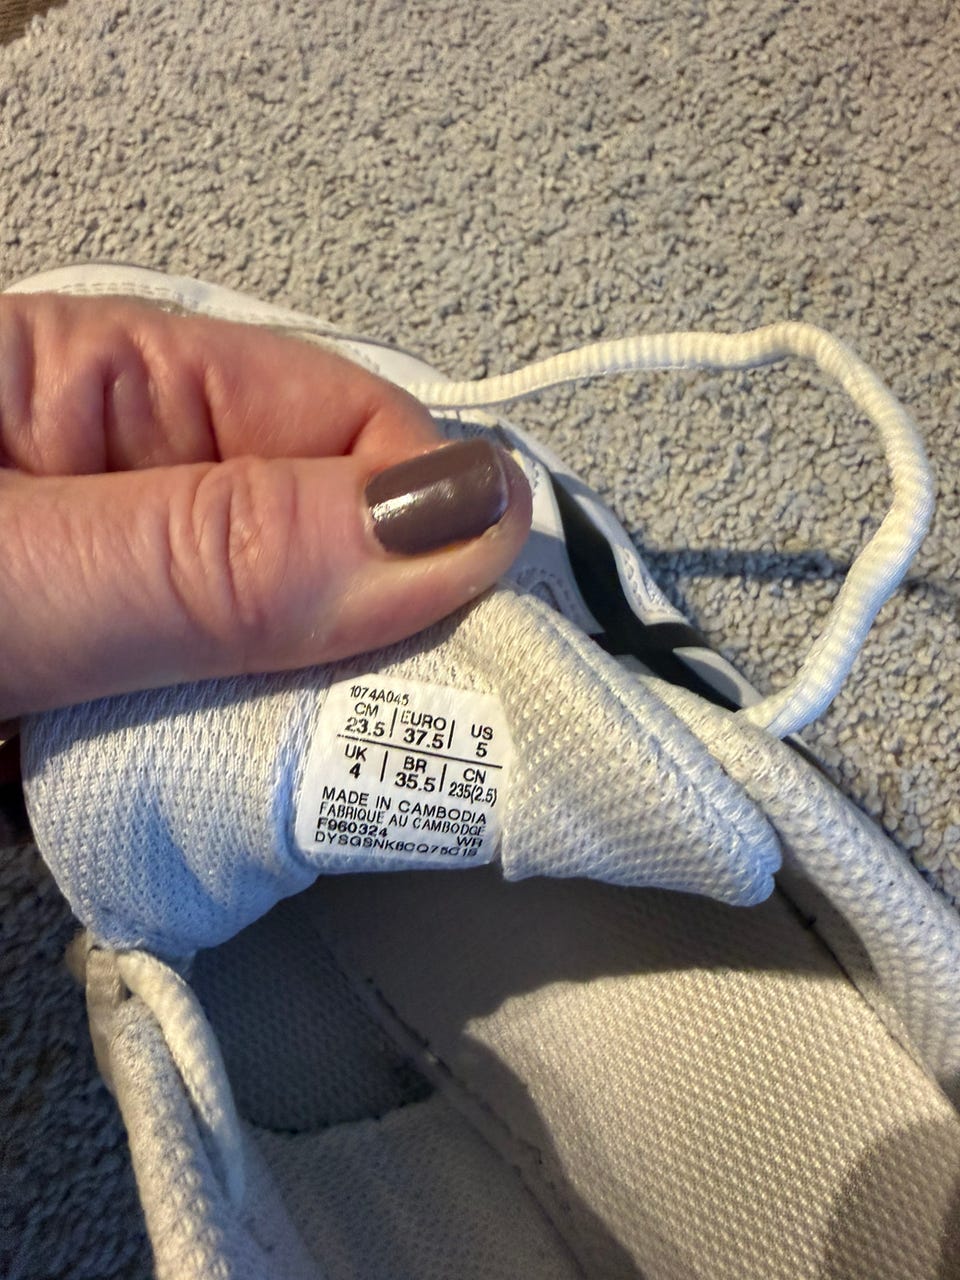 1074A045
CM EURO US
23.5 37.5 5
UK BR CN
4 35.5 235(2.5)
MADE IN CAMBODIA
FABRIQUE AU CAMBODGE
F960324 WH